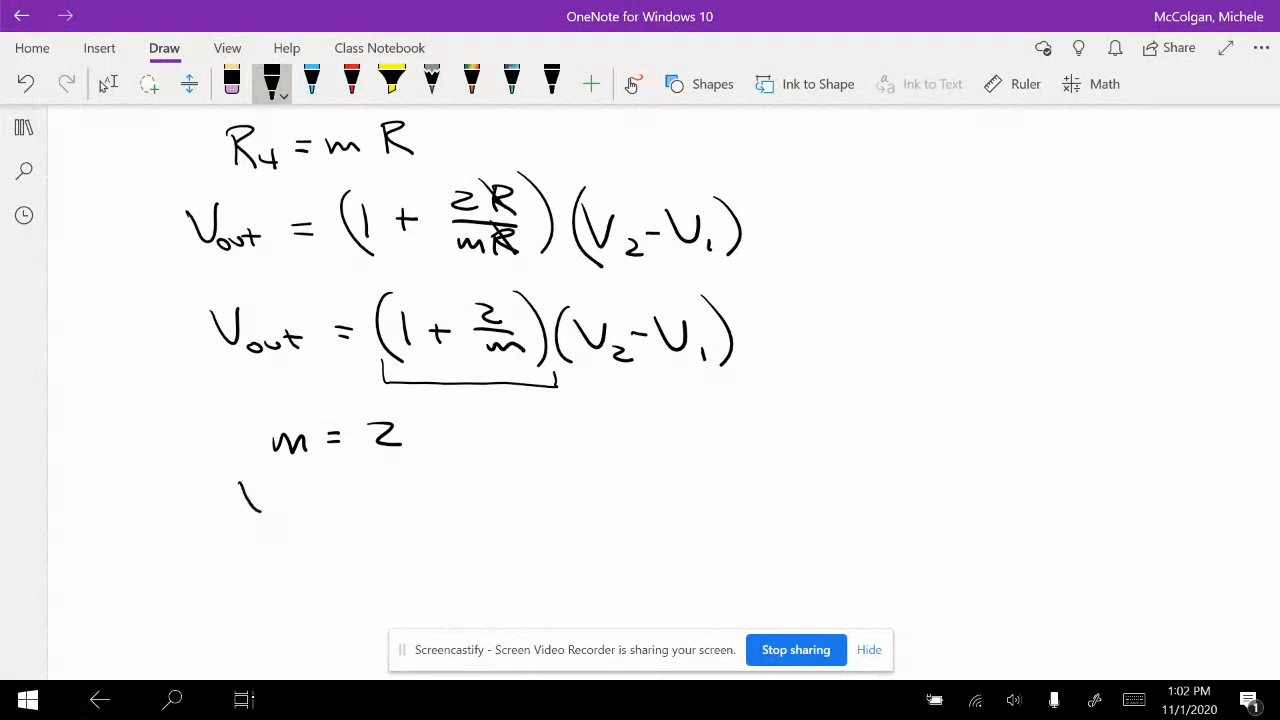 OneNote for Windows 10
McColgan, Michele
Home Insert Draw View Help Class Notebook Share
Shapes Ink to Shape Ink to Text Ruler Math
R₄ = m R
Vout = (1 + 2R/mR)(V₂ - V₁)
Vout = (1 + 2/m)(V₂ - V₁)
m = 2
Screencastify - Screen Video Recorder is sharing your screen. Stop sharing Hide
1:02 PM
11/1/2020
1